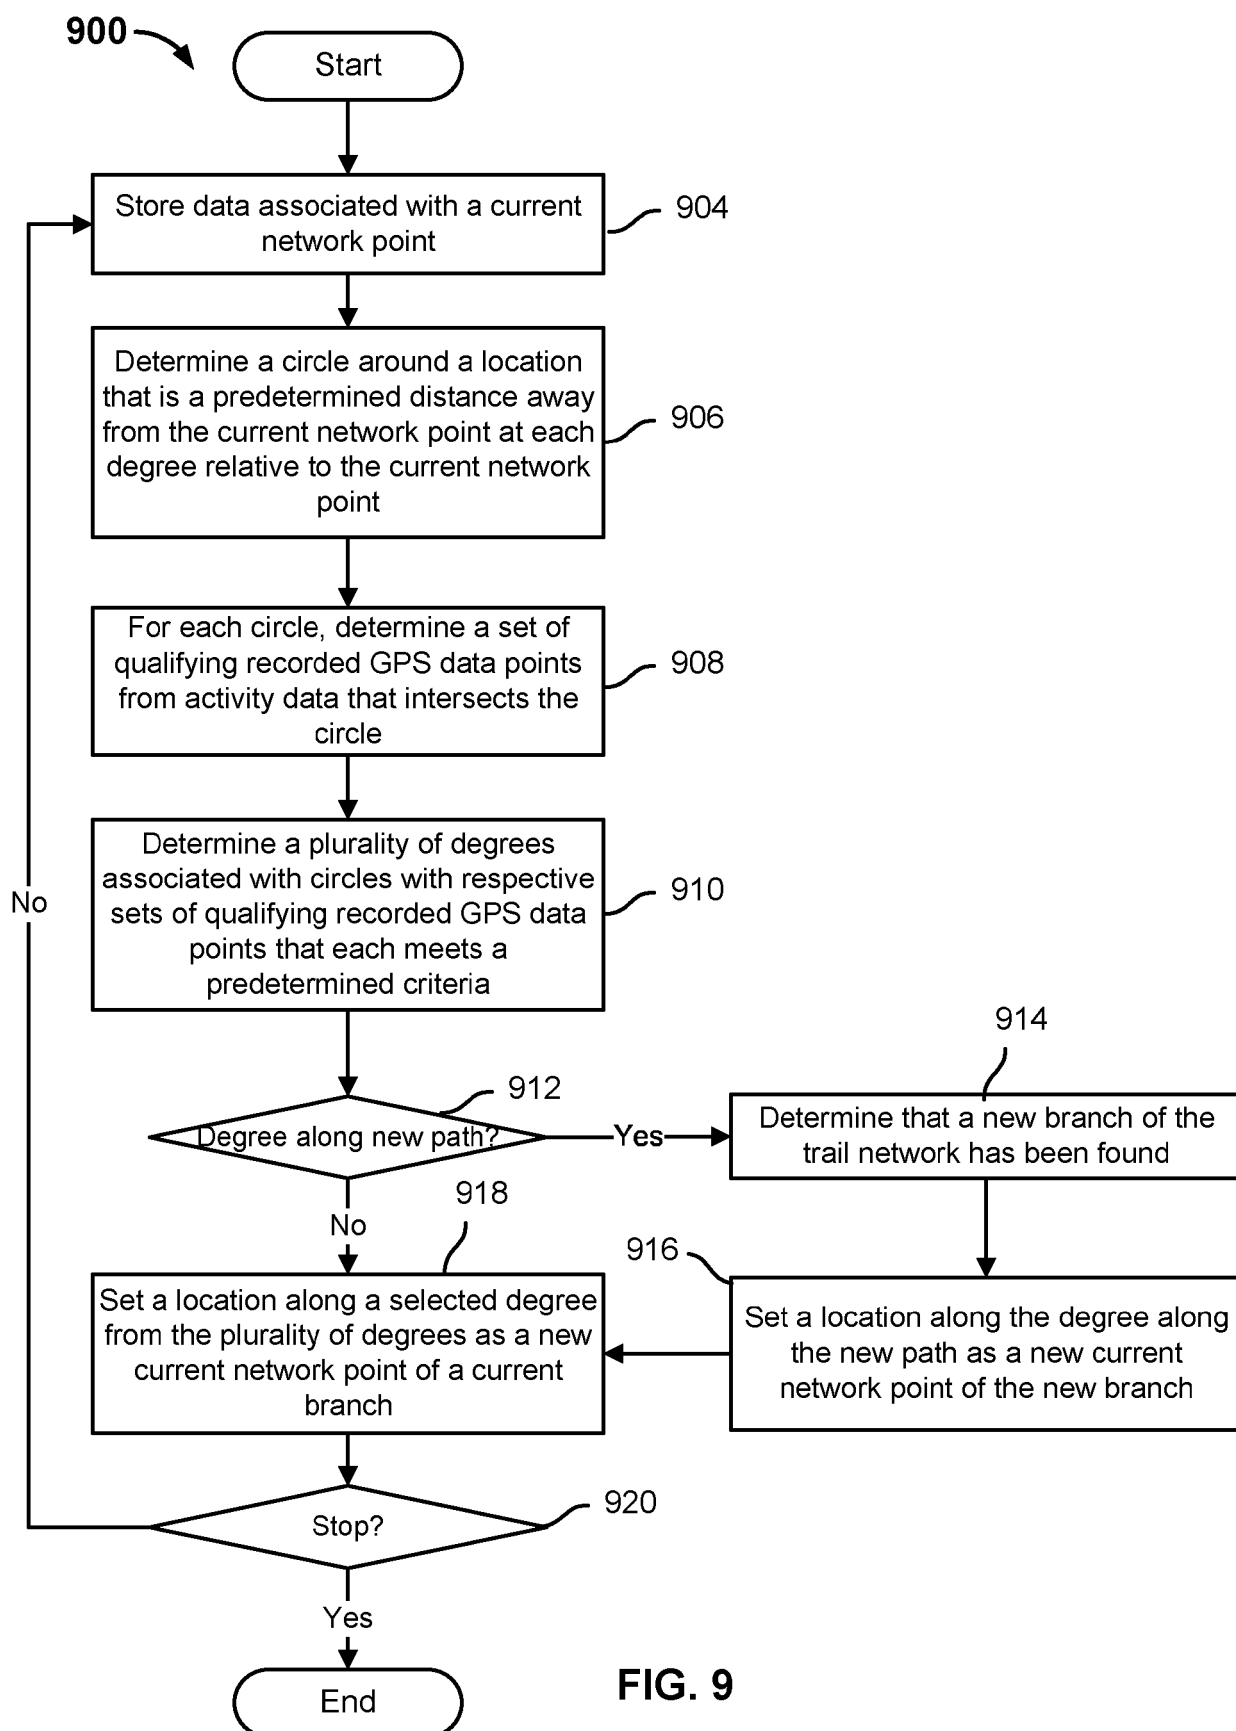 900
Start
Store data associated with a current
network point
904
Determine a circle around a location
that is a predetermined distance away
from the current network point at each
degree relative to the current network
point
906
For each circle, determine a set of
qualifying recorded GPS data points
from activity data that intersects the
circle
908
Determine a plurality of degrees
associated with circles with respective
sets of qualifying recorded GPS data
points that each meets a
predetermined criteria
910
No
912
Degree along new path?
Yes
914
Determine that a new branch of the
trail network has been found
No
918
916
Set a location along a selected degree
from the plurality of degrees as a new
current network point of a current
branch
Set a location along the degree along
the new path as a new current
network point of the new branch
Stop?
920
Yes
End
FIG. 9